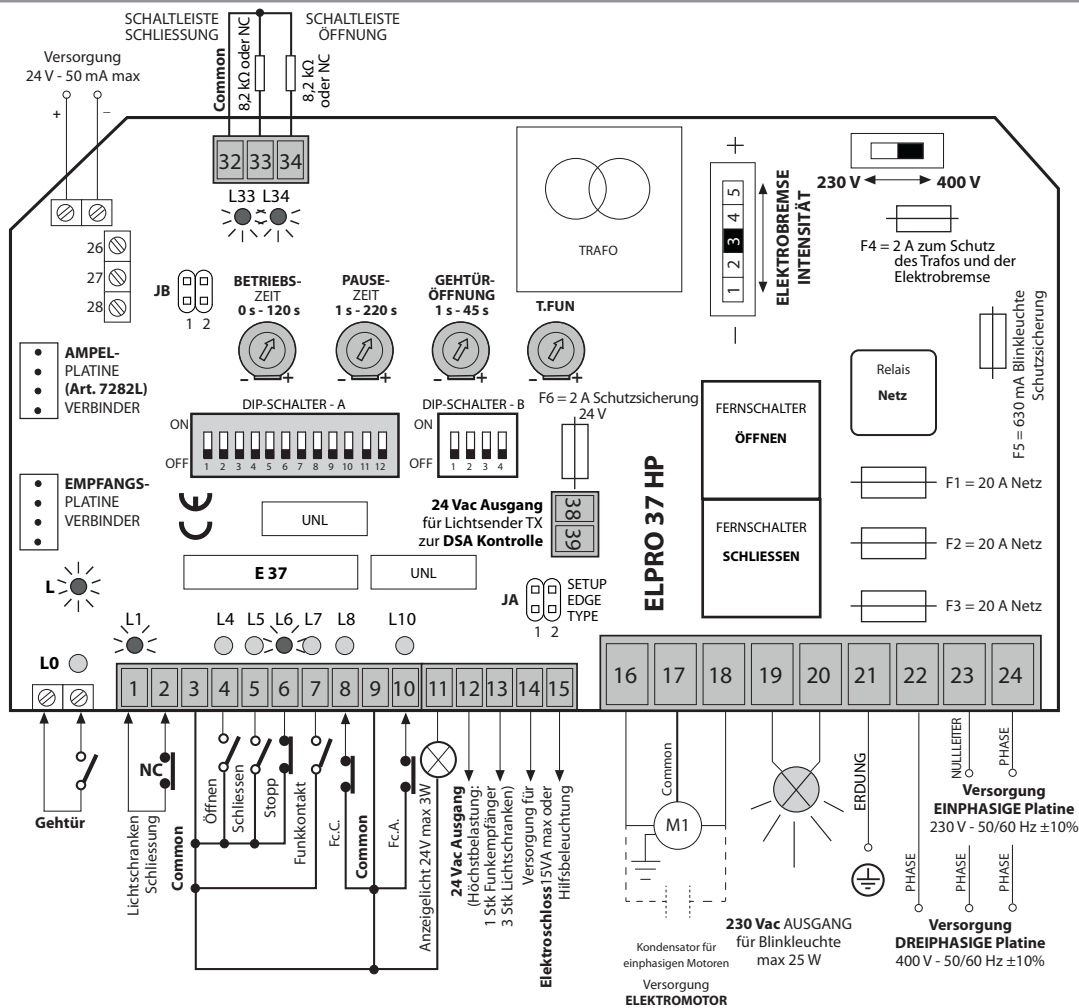 SCHALTLEISTE
SCHLIESSUNG
SCHALTLEISTE
ÖFFNUNG
Versorgung
24 V - 50 mA max
+
–
Common
8,2 kΩ oder NC
8,2 kΩ
oder NC
32 33 34
L33 L34
26
27
28
JB
1 2
BETRIEBS-
ZEIT
0 s - 120 s
- +
PAUSE-
ZEIT
1 s - 220 s
- +
GEHTÜR-
ÖFFNUNG
1 s - 45 s
- +
T.FUN
- +
TRAFO
+
5
4
3
2
1
–
ELEKTROBREMSE
INTENSITÄT
230 V 400 V
F4 = 2 A zum Schutz
des Trafos und der
Elektrobremse
F5 = 630 mA Blinkleuchte
Schutzsicherung
AMPEL-
PLATINE
(Art. 7282L)
VERBINDER
EMPFANGS-
PLATINE
VERBINDER
DIP-SCHALTER - A
ON
OFF
1 2 3 4 5 6 7 8 9 10 11 12
DIP-SCHALTER - B
ON
OFF
1 2 3 4
F6 = 2 A Schutzsicherung
24 V
CE
UNL
E 37
UNL
24 Vac Ausgang
für Lichtsender TX
zur DSA Kontrolle
38
39
JA
1 2
SETUP
EDGE
TYPE
ELPRO 37 HP
FERNSCHALTER
ÖFFNEN
FERNSCHALTER
SCHLIESSEN
Relais
Netz
F1 = 20 A Netz
F2 = 20 A Netz
F3 = 20 A Netz
L
L1
L4 L5 L6 L7 L8 L10
L0
1 2 3 4 5 6 7 8 9 10 11 12 13 14 15
16 17 18 19 20 21 22 23 24
Gehtür
Lichtschranken
Schliessung
NC
Common
Öffnen
Schliessen
Stopp
Funkkontakt
Fc.C.
Common
Fc.A.
Anzeigelicht 24V max 3W
24 Vac Ausgang
(Höchstbelastung:
1 Stk Funkempfänger
3 Stk Lichtschranken)
Versorgung für
Elektroschloss 15VA max oder
Hilfsbeleuchtung
Common
M1
Kondensator für
einphasigen Motoren
Versorgung
ELEKTROMOTOR
230 Vac AUSGANG
für Blinkleuchte
max 25 W
ERDUNG
NULLLEITER
PHASE
Versorgung
EINPHASIGE Platine
230 V - 50/60 Hz ±10%
PHASE
PHASE
PHASE
Versorgung
DREIPHASIGE Platine
400 V - 50/60 Hz ±10%